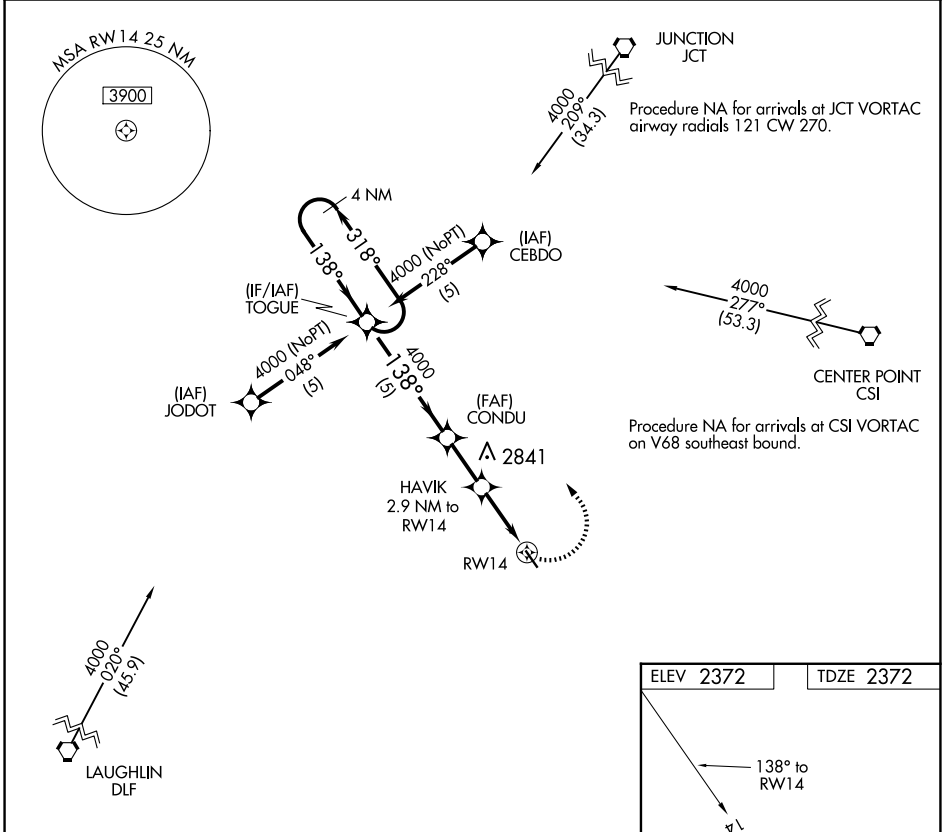 MSA RW14 25 NM
3900
JUNCTION
JCT
4000
209°
(34.3)
Procedure NA for arrivals at JCT VORTAC
airway radials 121 CW 270.
4 NM
318°
138°
4000 (NoPT)
228°
(5)
(IAF)
CEBDO
(IF/IAF)
TOGUE
4000 (NoPT)
048°
(5)
(IAF)
JODOT
4000
138°
(5)
4000
277°
(53.3)
CENTER POINT
CSI
Procedure NA for arrivals at CSI VORTAC
on V68 southeast bound.
(FAF)
CONDU
2841
HAVIK
2.9 NM to
RW14
RW14
4000
020°
(45.9)
LAUGHLIN
DLF
ELEV 2372
TDZE 2372
138° to
RW14
14